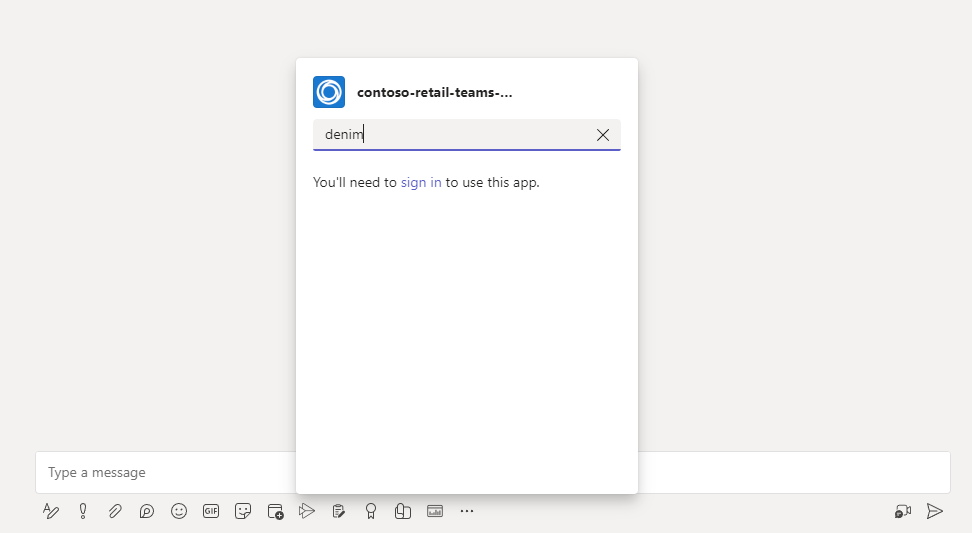 contoso-retail-teams-...
denim
You'll need to sign in to use this app.
Type a message
GIF